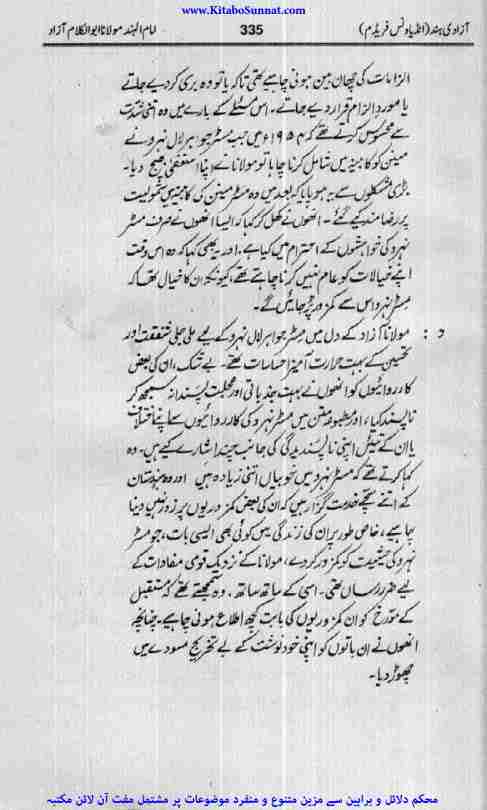 www.KitaboSunnat.com
آزادی ہند (انڈیا ونس فریڈم) 335 امام الہند مولانا ابوالکلام آزاد
الزامات کی چھان بین ہونی چاہیے تھی تاکہ یا تو وہ بری کر دیے جاتے
یا مورد الزام قرار دیے جاتے۔ اس مسئلے کے بارے میں وہ اتنی شدت
سے محسوس کرتے تھے کہ ۱۹۵۴ء میں جب مسٹر جواہر لال نہرو نے
مینن کو کابینہ میں شامل کرنا چاہا تو مولانا نے اپنا استعفیٰ بھیج دیا۔
بڑی مشکلوں سے یہ ہو پایا کہ بعد میں وہ مسٹر مینن کی کابینہ میں شمولیت
پر رضامند کیے گئے۔ انھوں نے کھل کر کہا کہ ایسا انھوں نے صرف مسٹر
نہرو کی خواہشوں کے احترام میں کیا ہے۔ اور یہ بھی کہا کہ وہ اس وقت
اپنے خیالات کو عام نہیں کرنا چاہتے تھے، کیونکہ ان کا خیال تھا کہ
مسٹر نہرو اس سے کمزور پڑ جائیں گے۔
د : مولانا آزاد کے دل میں مسٹر جواہر لال نہرو کے لیے ملی جلی شفقت اور
تحسین کے بہت حرارت آمیز احساسات تھے۔ بے شک، ان کی بعض
کارروائیوں کو انھوں نے بہت جذباتی اور عجلت پسندانہ سمجھ کر
ناپسند کیا، اور مطبوعہ متن میں مسٹر نہرو کی کارروائیوں سے اپنے اختلاف
یا ان کے تئیں اپنی ناپسندیدگی کی جانب چند اشارے کیے ہیں۔ وہ
کہا کرتے تھے کہ مسٹر نہرو میں خوبیاں اتنی زیادہ ہیں اور وہ ہندستان
کے اتنے سچے خدمت گزار ہیں کہ ان کی بعض کمزوریوں پر زور نہیں دینا
چاہیے، خاص طور پر ان کی زندگی میں کوئی بھی ایسی بات، جو مسٹر
نہرو کی حیثیت کو کمزور کر دے، مولانا کے نزدیک قومی مفادات کے
لیے ضرر رساں تھی۔ اسی کے ساتھ ساتھ، وہ سمجھتے تھے کہ مستقبل
کے مورخ کو ان کمزوریوں کی بابت کچھ اطلاع ہونی چاہیے۔ چنانچہ
انھوں نے ان باتوں کو اپنی خود نوشت کے لیے تحریج مسودے میں
چھوڑ دیا۔
محکم دلائل و براہین سے مزین متنوع و منفرد موضوعات پر مشتمل مفت آن لائن مکتبہ